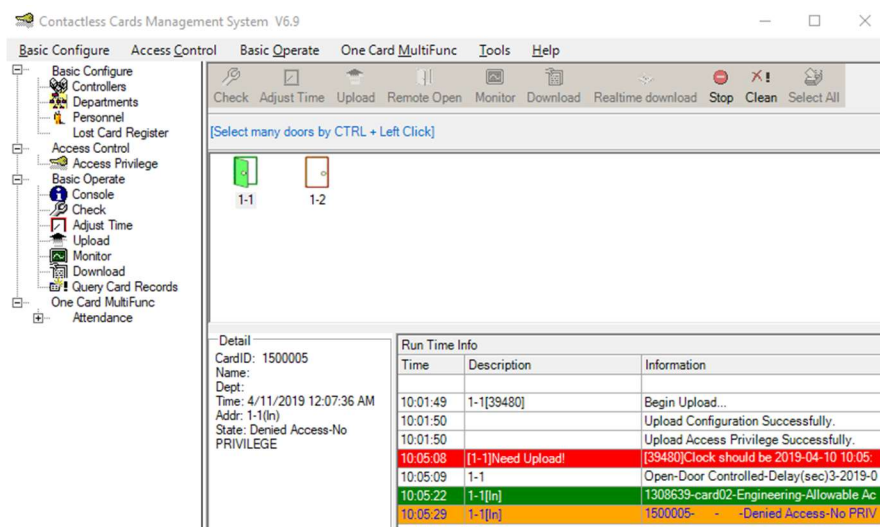 Contactless Cards Management System V6.9
Basic Configure Access Control Basic Operate One Card MultiFunc Tools Help
Basic Configure
Controllers
Departments
Personnel
Lost Card Register
Access Control
Access Privilege
Basic Operate
Console
Check
Adjust Time
Upload
Monitor
Download
Query Card Records
One Card MultiFunc
Attendance
Check Adjust Time Upload Remote Open Monitor Download Realtime download Stop Clean Select All
[Select many doors by CTRL + Left Click]
1-1 1-2
Detail
CardID: 1500005
Name:
Dept:
Time: 4/11/2019 12:07:36 AM
Addr: 1-1(In)
State: Denied Access-No
PRIVILEGE
Run Time Info
Time Description Information
10:01:49 1-1[39480] Begin Upload...
10:01:50 Upload Configuration Successfully.
10:01:50 Upload Access Privilege Successfully.
10:05:08 [1-1]Need Upload! [39480]Clock should be 2019-04-10 10:05:
10:05:09 1-1 Open-Door Controlled-Delay(sec)3-2019-0
10:05:22 1-1[In] 1308639-card02-Engineering-Allowable Ac
10:05:29 1-1[In] 1500005- - -Denied Access-No PRIV